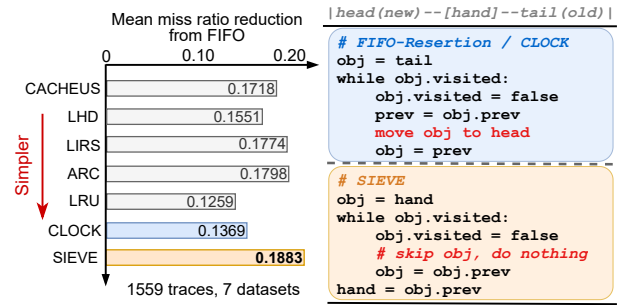 Mean miss ratio reduction
from FIFO
0 0.10 0.20
CACHEUS 0.1718
LHD 0.1551
LIRS 0.1774
ARC 0.1798
LRU 0.1259
CLOCK 0.1369
SIEVE 0.1883
Simpler
1559 traces, 7 datasets
|head(new)--[hand]--tail(old)|
# FIFO-Resertion / CLOCK
obj = tail
while obj.visited:
    obj.visited = false
    prev = obj.prev
    move obj to head
    obj = prev
# SIEVE
obj = hand
while obj.visited:
    obj.visited = false
    # skip obj, do nothing
    obj = obj.prev
hand = obj.prev